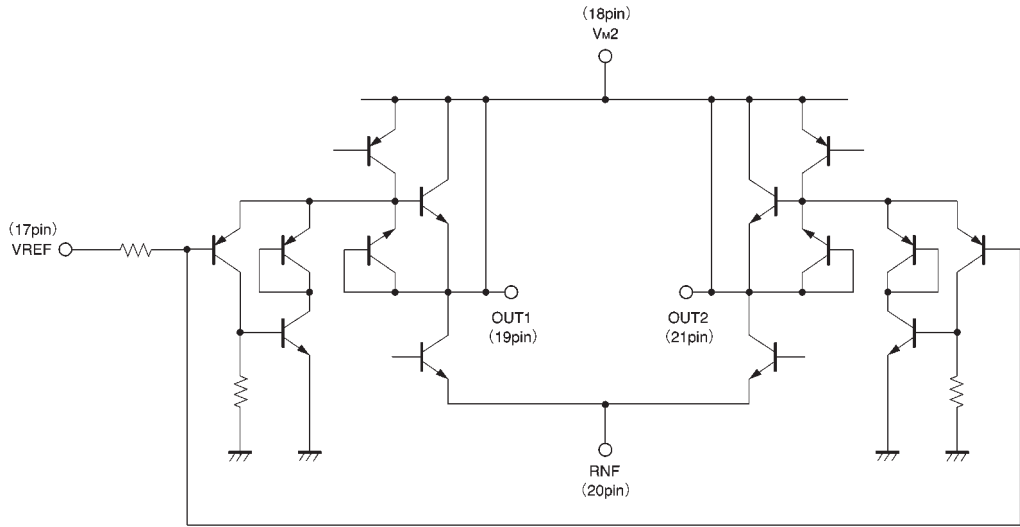 (18pin)
VM2
(17pin)
VREF
OUT1
(19pin)
OUT2
(21pin)
RNF
(20pin)